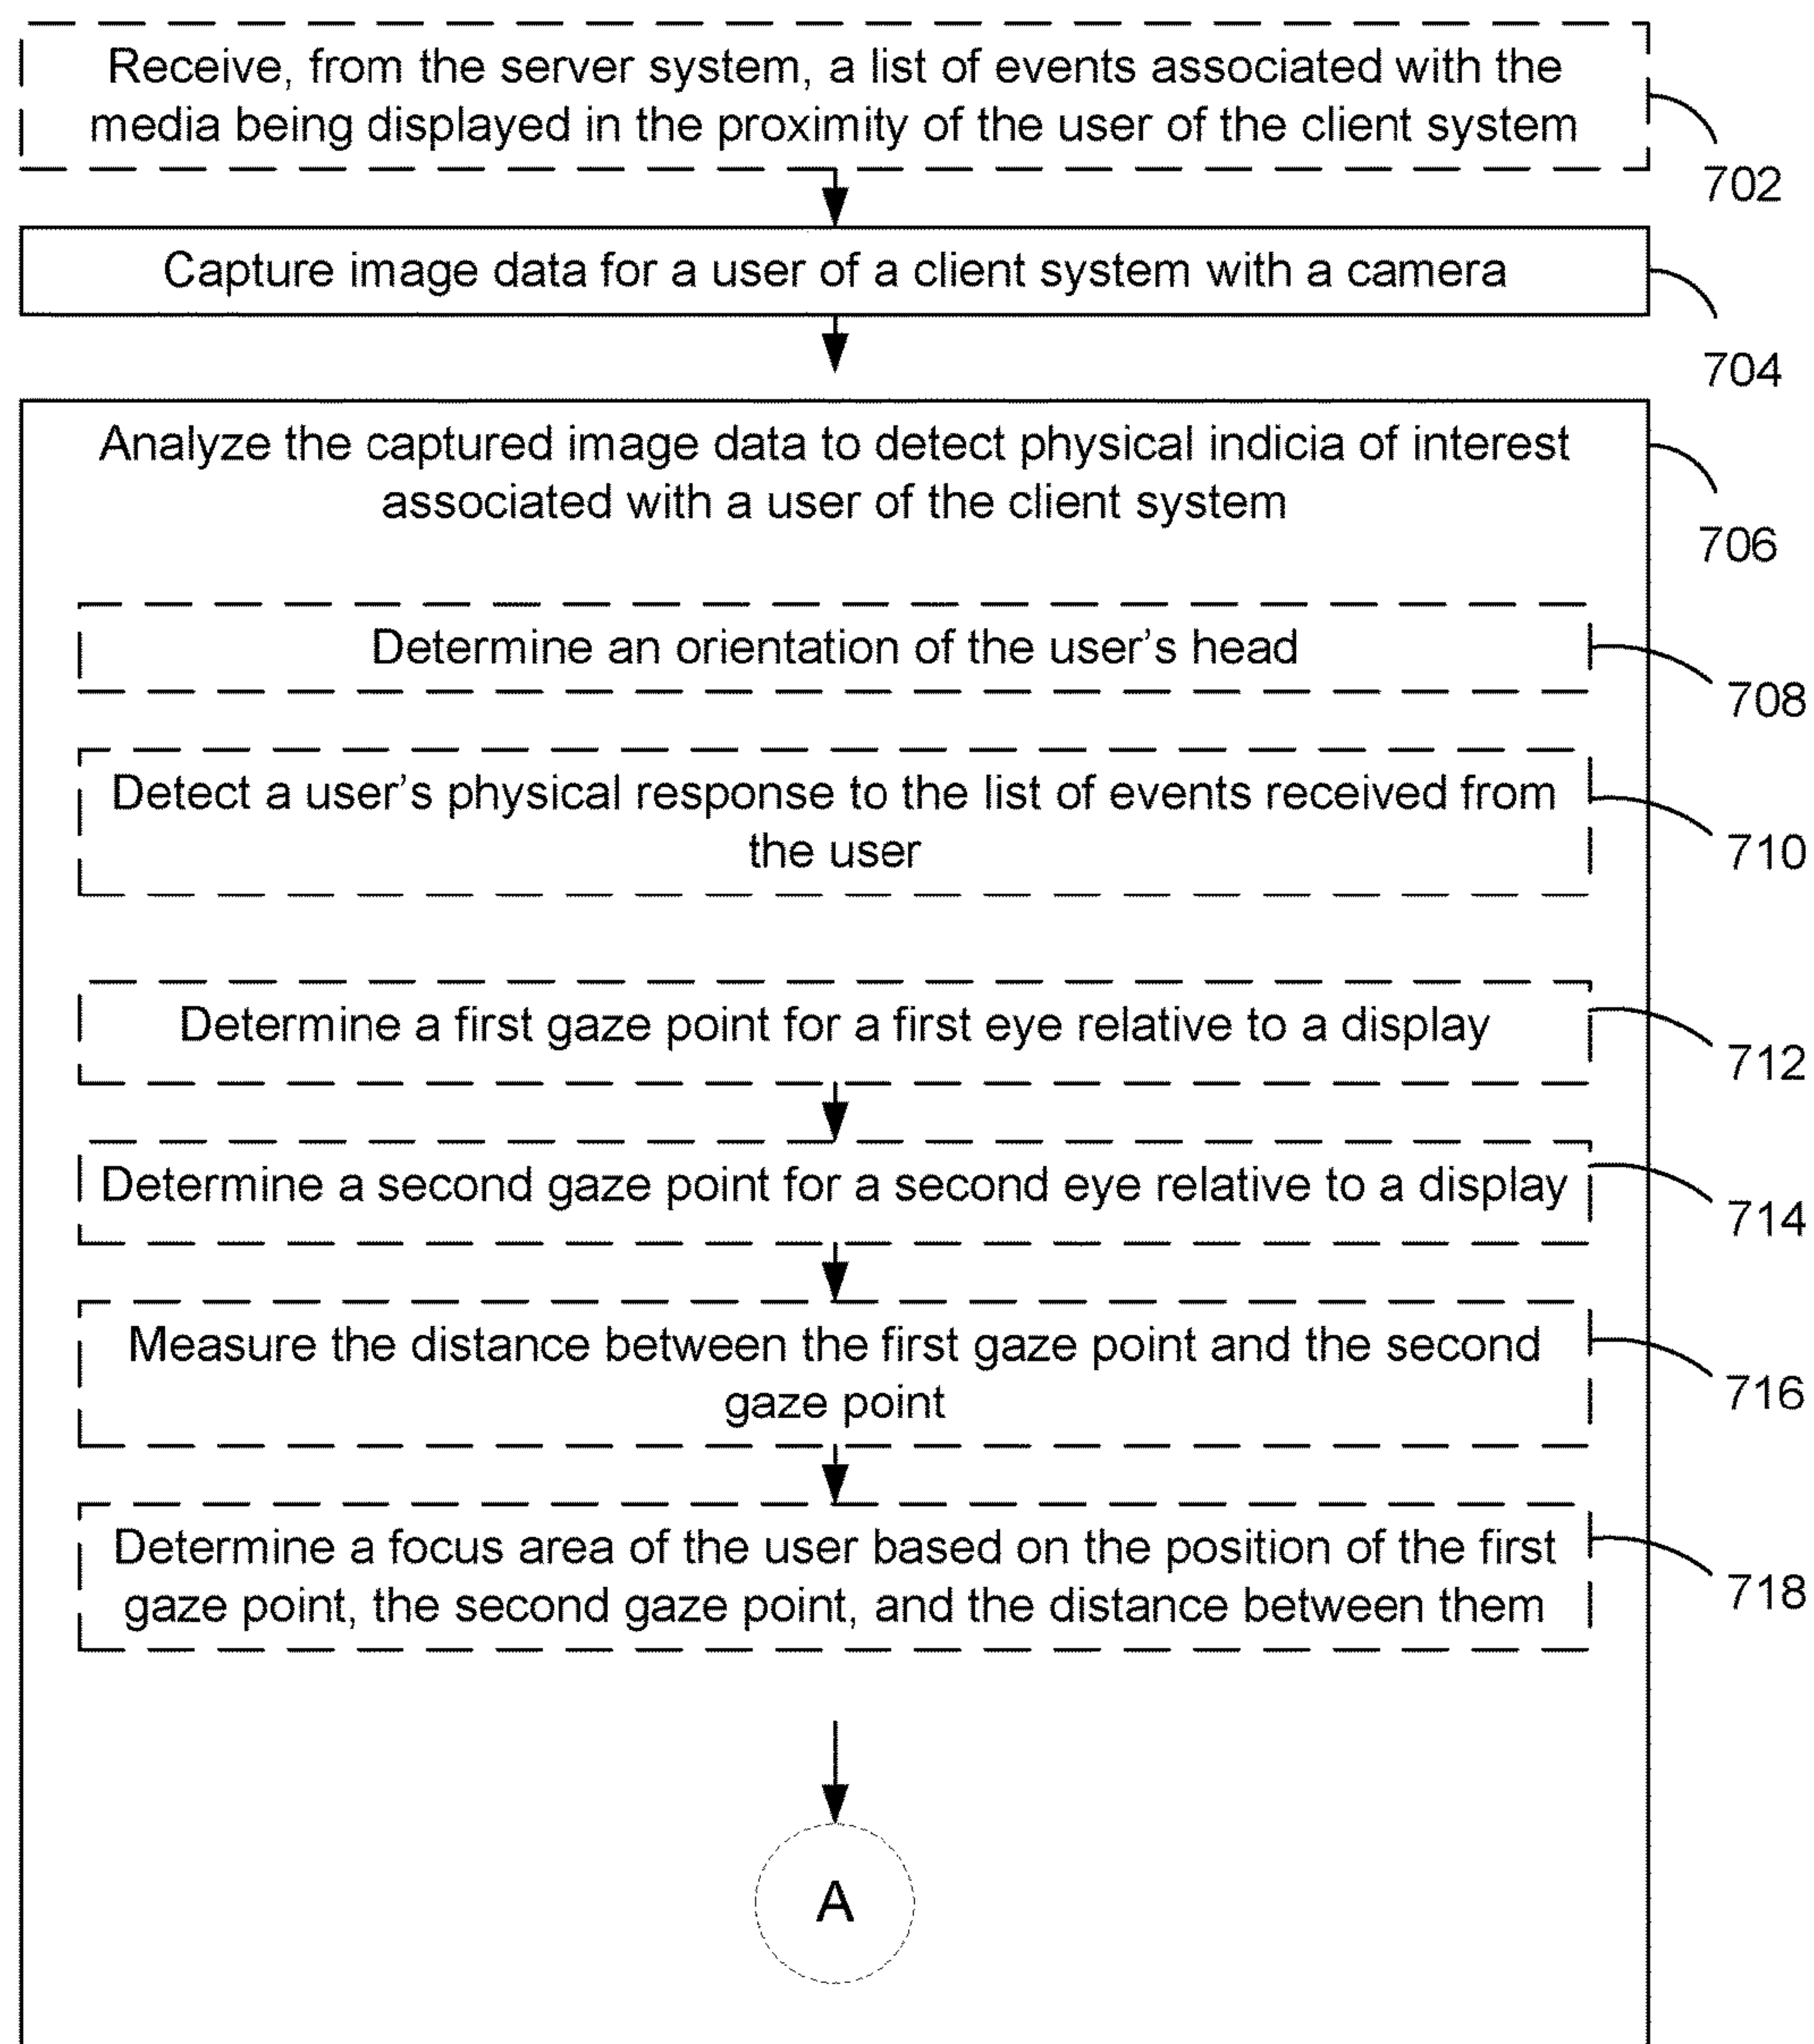 Receive, from the server system, a list of events associated with the
media being displayed in the proximity of the user of the client system
702
Capture image data for a user of a client system with a camera
704
Analyze the captured image data to detect physical indicia of interest
associated with a user of the client system
706
Determine an orientation of the user’s head
708
Detect a user’s physical response to the list of events received from
the user
710
Determine a first gaze point for a first eye relative to a display
712
Determine a second gaze point for a second eye relative to a display
714
Measure the distance between the first gaze point and the second
gaze point
716
Determine a focus area of the user based on the position of the first
gaze point, the second gaze point, and the distance between them
718
A